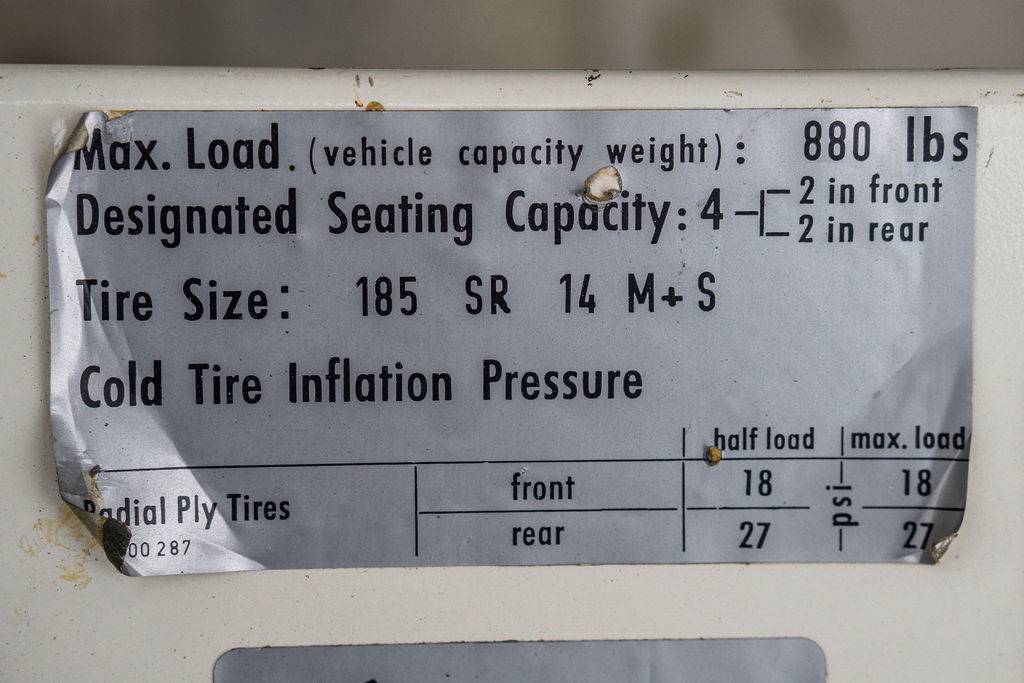 Max. Load. (vehicle capacity weight): 880 lbs
Designated Seating Capacity: 4 2 in front
2 in rear
Tire Size: 185 SR 14 M+S
Cold Tire Inflation Pressure
half load max. load
Radial Ply Tires front 18 psi 18
rear 27 27
00 287